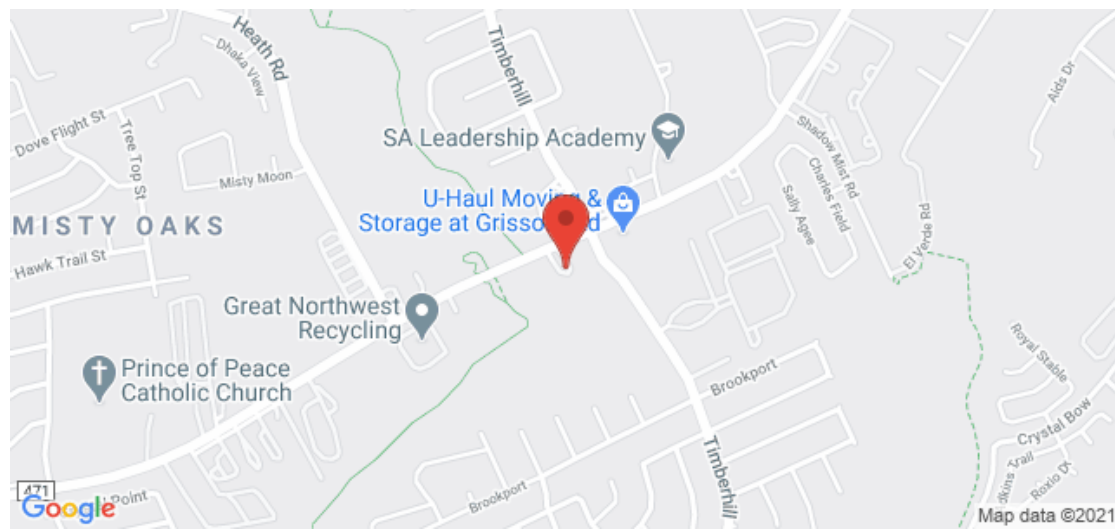 Heath Rd
Dhaka View
Timberhill
Aids Dr
Dove Flight St
Tree Top St
SA Leadership Academy
Shadow Mist Rd
Misty Moon
Charles Field
Sally Agee
U-Haul Moving &
Storage at
MISTY OAKS
El Verde Rd
Hawk Trail St
Great Northwest
Recycling
Royal Stable
Prince of Peace
Catholic Church
Brookport
Crystal Bow
Timberhill
Trail
Roxio Dr
Brookport
471
Point
Google
Map data ©2021